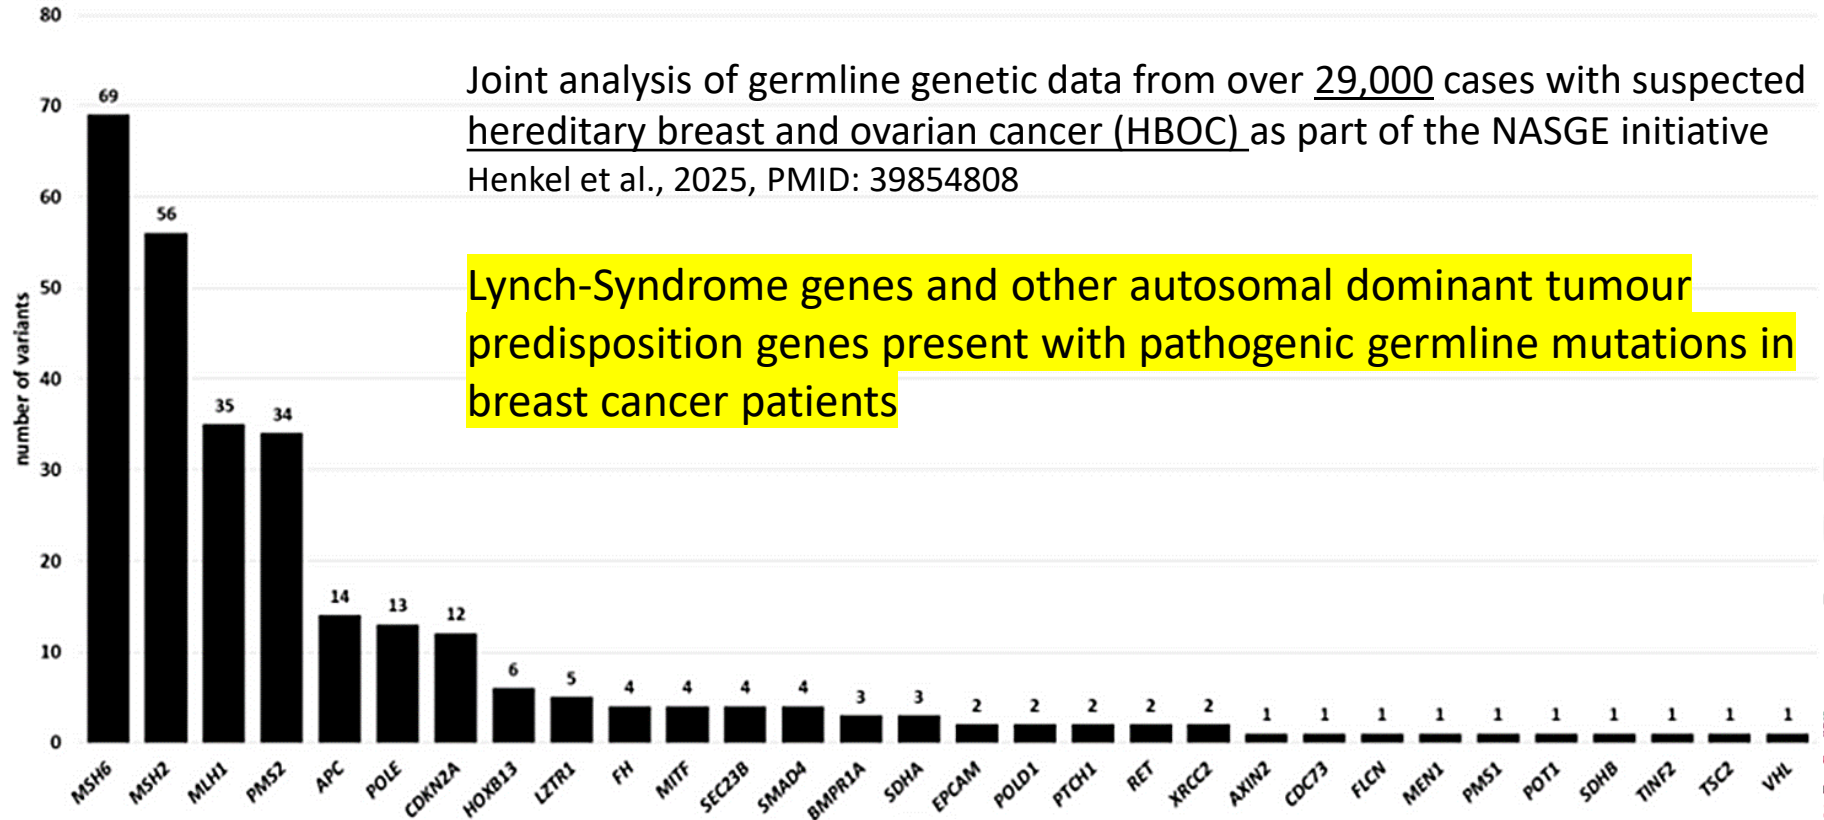 80
70
60
50
40
30
20
10
0
number of variants
Joint analysis of germline genetic data from over 29,000 cases with suspected
hereditary breast and ovarian cancer (HBOC) as part of the NASGE initiative
Henkel et al., 2025, PMID: 39854808
Lynch-Syndrome genes and other autosomal dominant tumour
predisposition genes present with pathogenic germline mutations in
breast cancer patients
69
56
35
34
14
13
12
6
5
4
4
4
4
3
3
2
2
2
2
2
1
1
1
1
1
1
1
1
1
1
MSH6
MSH2
MLH1
PMS2
APC
POLE
CDKN2A
HOXB13
LZTR1
FH
MITF
SEC23B
SMAD4
BMPR1A
SDHA
EPCAM
POLD1
PTCH1
RET
XRCC2
AXIN2
CDC73
FLCN
MEN1
PMS1
POT1
SDHB
TINF2
TSC2
VHL